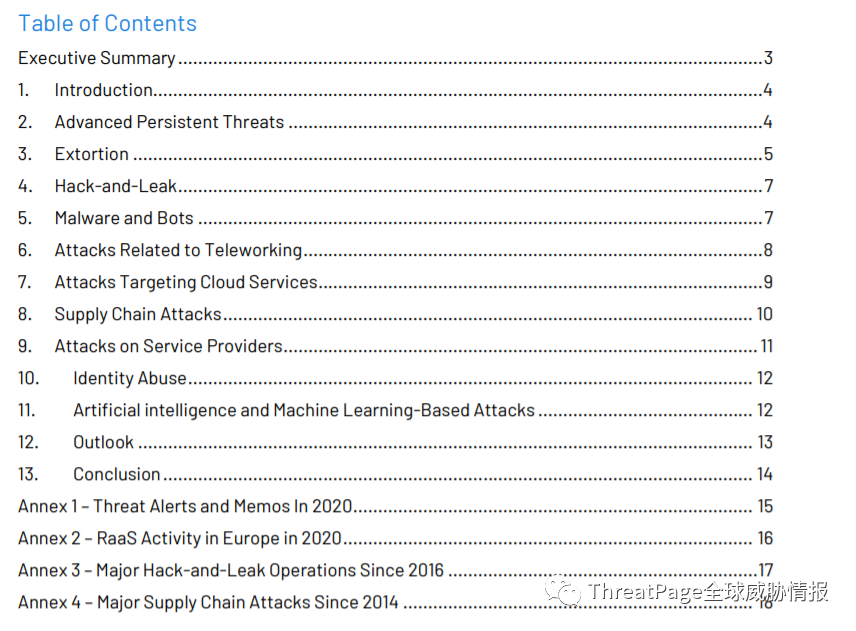 Table of Contents
Executive Summary........................................................................................................................3
1. Introduction........................................................................................................................4
2. Advanced Persistent Threats ........................................................................................................................4
3. Extortion ........................................................................................................................5
4. Hack-and-Leak........................................................................................................................7
5. Malware and Bots ........................................................................................................................7
6. Attacks Related to Teleworking........................................................................................................................8
7. Attacks Targeting Cloud Services........................................................................................................................9
8. Supply Chain Attacks........................................................................................................................ 10
9. Attacks on Service Providers........................................................................................................................ 11
10. Identity Abuse........................................................................................................................ 12
11. Artificial intelligence and Machine Learning-Based Attacks ........................................................................ 12
12. Outlook ........................................................................................................................ 13
13. Conclusion ........................................................................................................................ 14
Annex 1 – Threat Alerts and Memos In 2020........................................................................................................................ 15
Annex 2 – RaaS Activity in Europe in 2020........................................................................................................................ 16
Annex 3 – Major Hack-and-Leak Operations Since 2016 ........................................................................17
Annex 4 – Major Supply Chain Attacks Since 2014 ........................................................................ 18
ThreatPage全球威胁情报